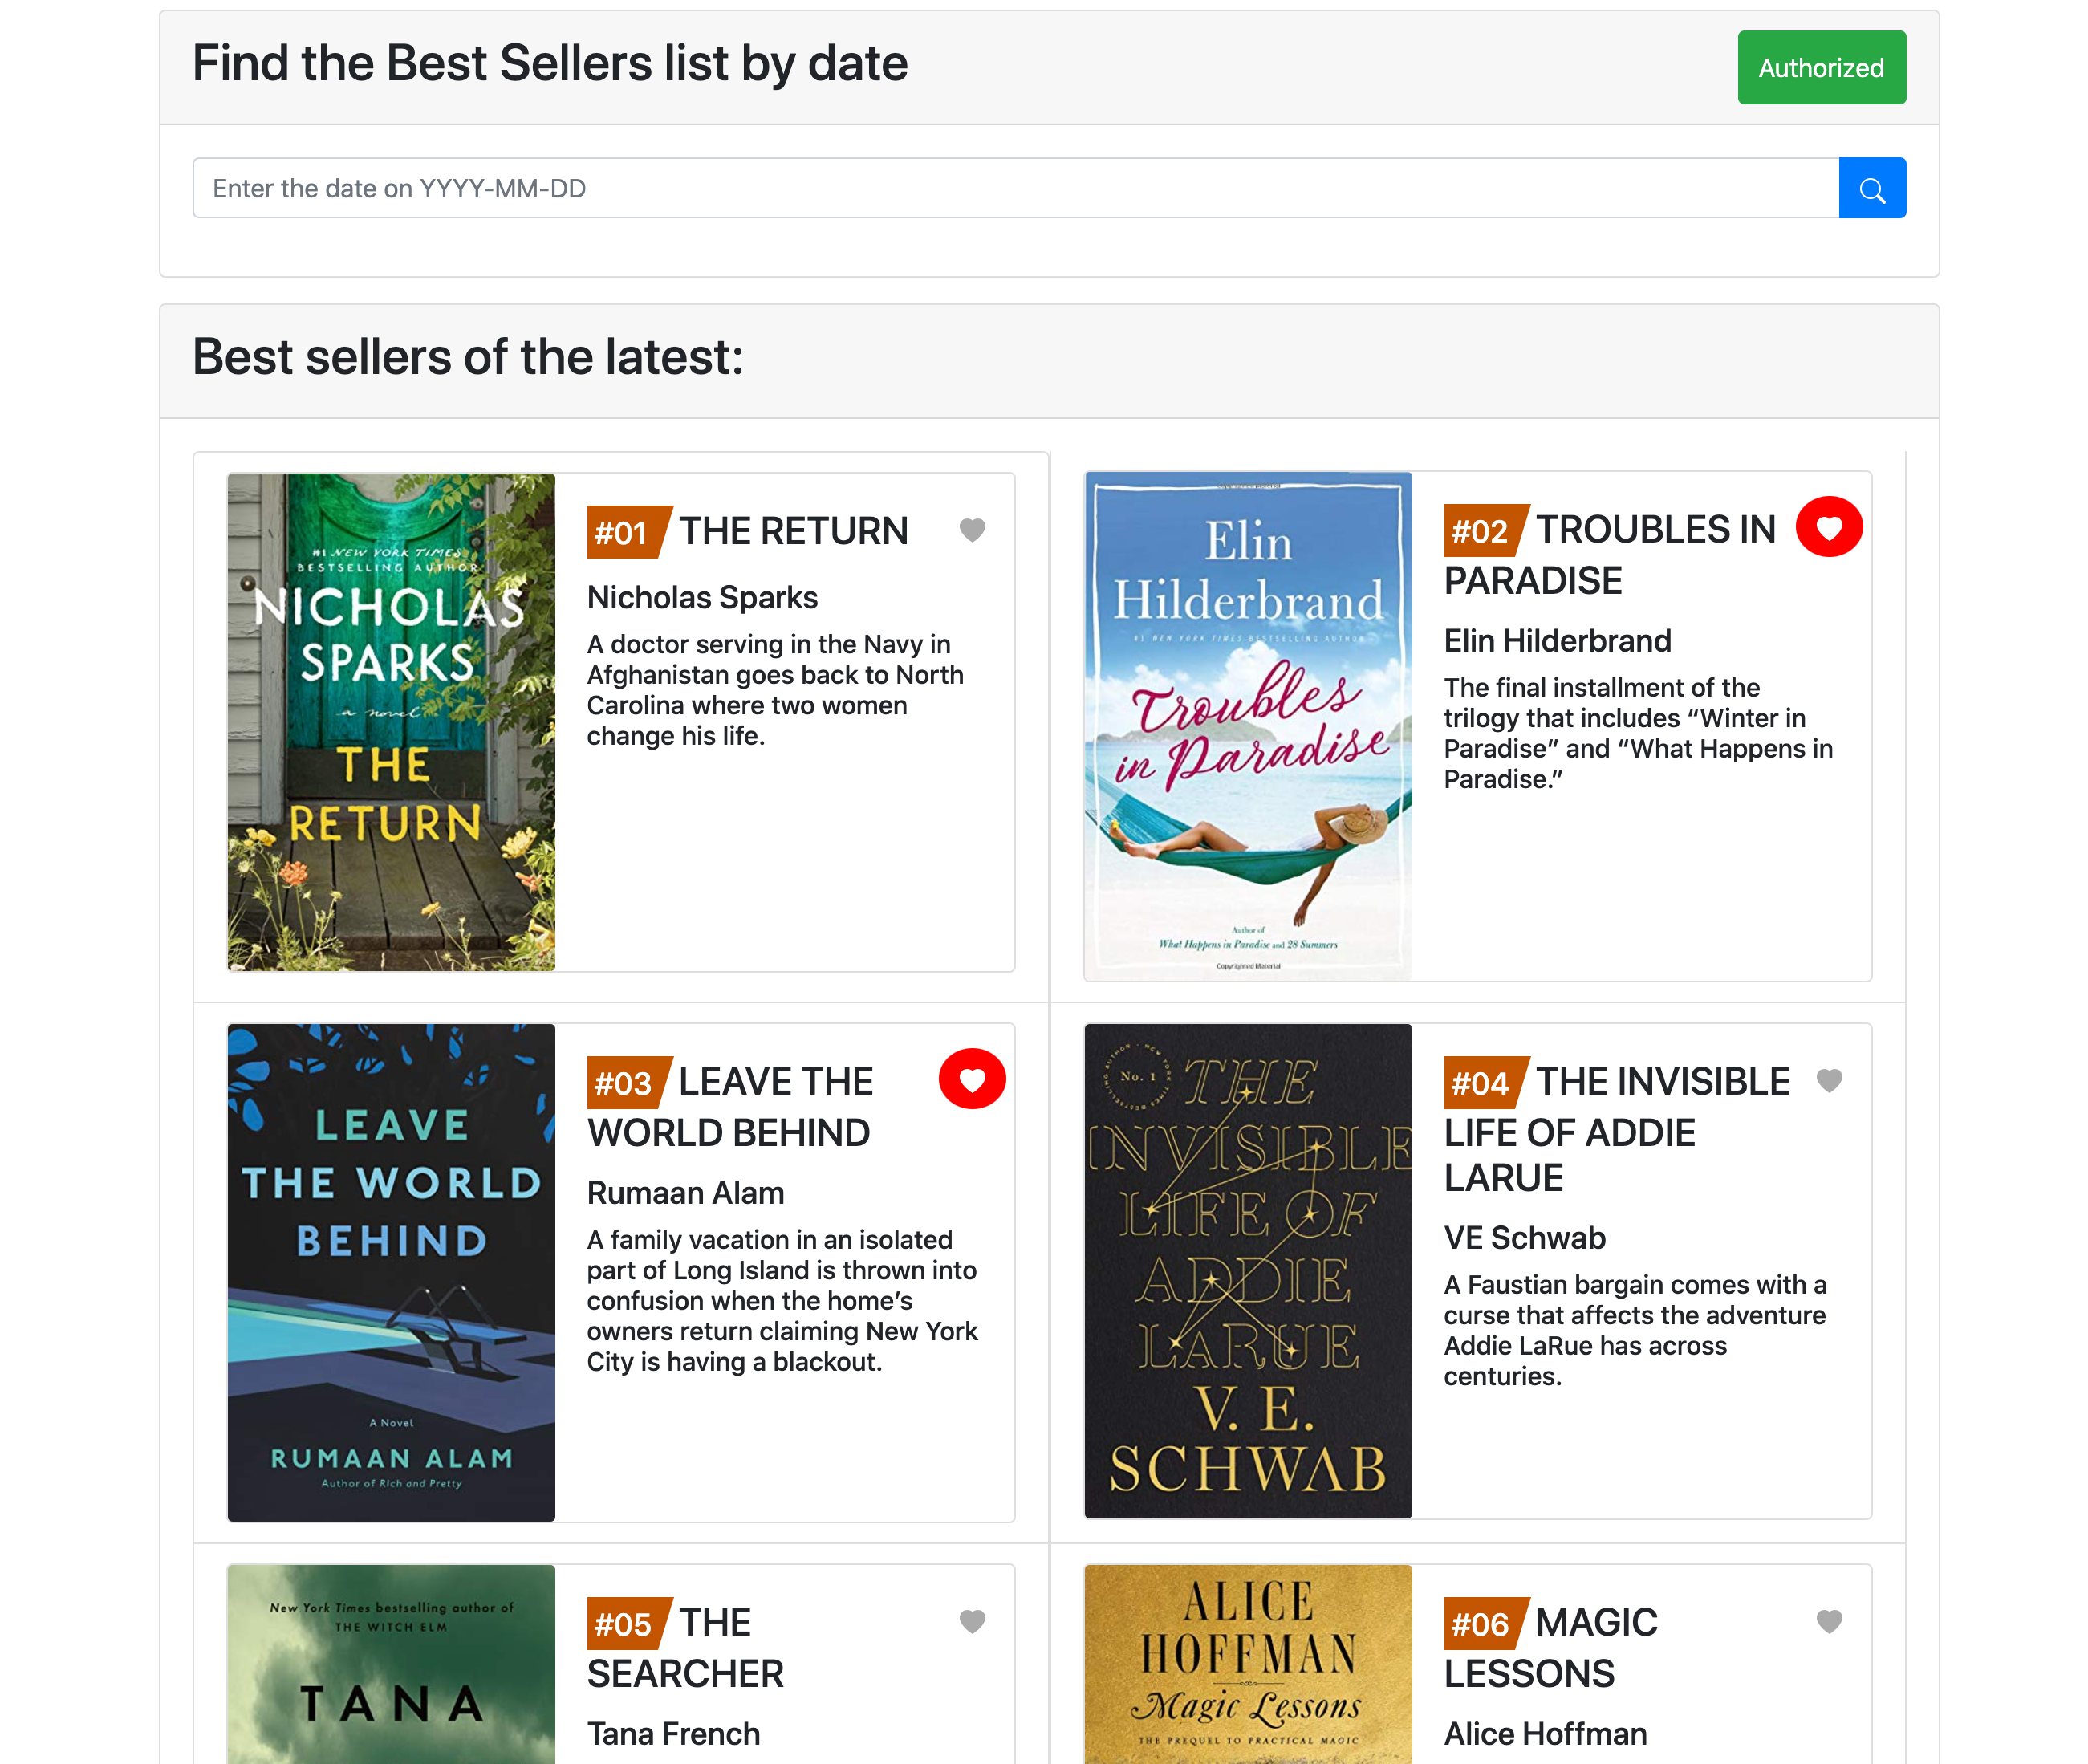 Find the Best Sellers list by date
Authorized
Enter the date on YYYY-MM-DD
Best sellers of the latest:
#1 NEW YORK TIMES
BESTSELLING AUTHOR
NICHOLAS
SPARKS
a novel
THE
RETURN
#01 THE RETURN
Nicholas Sparks
A doctor serving in the Navy in
Afghanistan goes back to North
Carolina where two women
change his life.
Elin
Hilderbrand
#1 NEW YORK TIMES BESTSELLING AUTHOR
Troubles
in Paradise
Author of
What Happens in Paradise and 28 Summers
Copyrighted Material
#02 TROUBLES IN
PARADISE
Elin Hilderbrand
The final installment of the
trilogy that includes “Winter in
Paradise” and “What Happens in
Paradise.”
LEAVE
THE WORLD
BEHIND
A Novel
RUMAAN ALAM
Author of Rich and Pretty
#03 LEAVE THE
WORLD BEHIND
Rumaan Alam
A family vacation in an isolated
part of Long Island is thrown into
confusion when the home’s
owners return claiming New York
City is having a blackout.
No. 1
THE
INVISIBLE
LIFE OF
ADDIE
LARUE
V. E.
SCHWAB
#04 THE INVISIBLE
LIFE OF ADDIE
LARUE
VE Schwab
A Faustian bargain comes with a
curse that affects the adventure
Addie LaRue has across
centuries.
New York Times bestselling author of
THE WITCH ELM
TANA
#05 THE
SEARCHER
Tana French
ALICE
HOFFMAN
Magic Lessons
THE PREQUEL TO PRACTICAL MAGIC
#06 MAGIC
LESSONS
Alice Hoffman